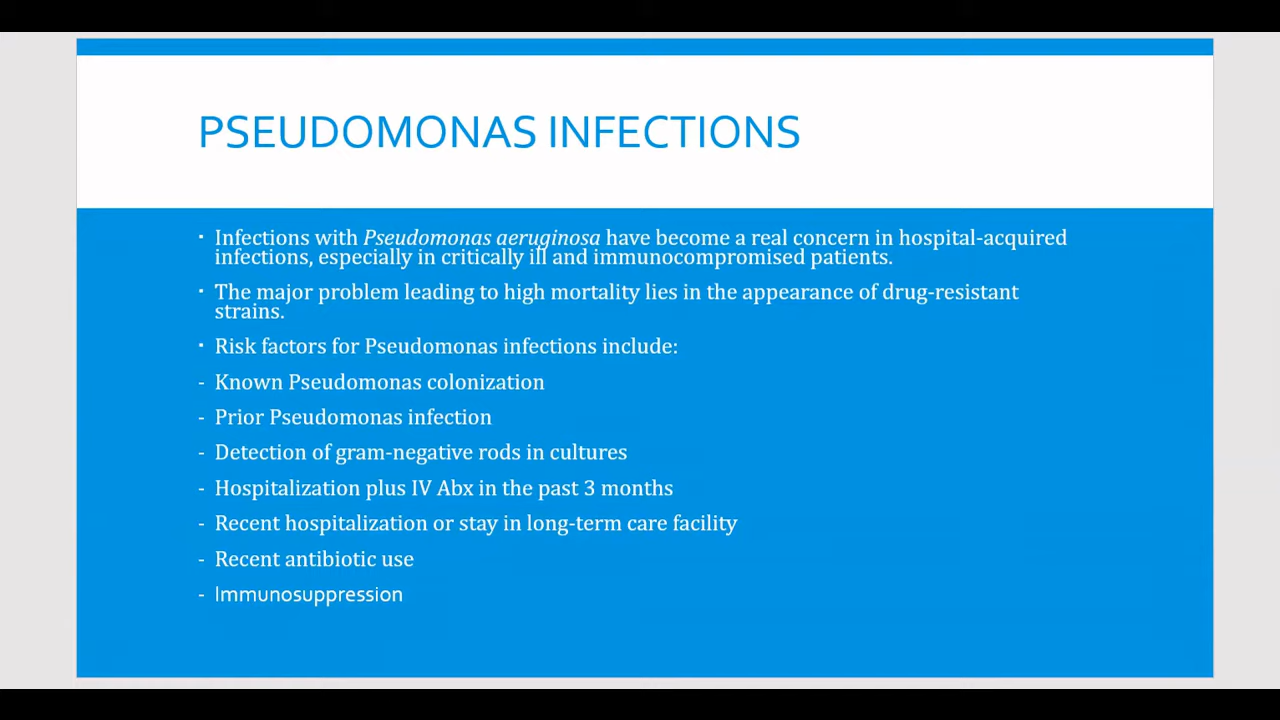 PSEUDOMONAS INFECTIONS
▪ Infections with Pseudomonas aeruginosa have become a real concern in hospital-acquired
infections, especially in critically ill and immunocompromised patients.
▪ The major problem leading to high mortality lies in the appearance of drug-resistant
strains.
▪ Risk factors for Pseudomonas infections include:
- Known Pseudomonas colonization
- Prior Pseudomonas infection
- Detection of gram-negative rods in cultures
- Hospitalization plus IV Abx in the past 3 months
- Recent hospitalization or stay in long-term care facility
- Recent antibiotic use
- Immunosuppression